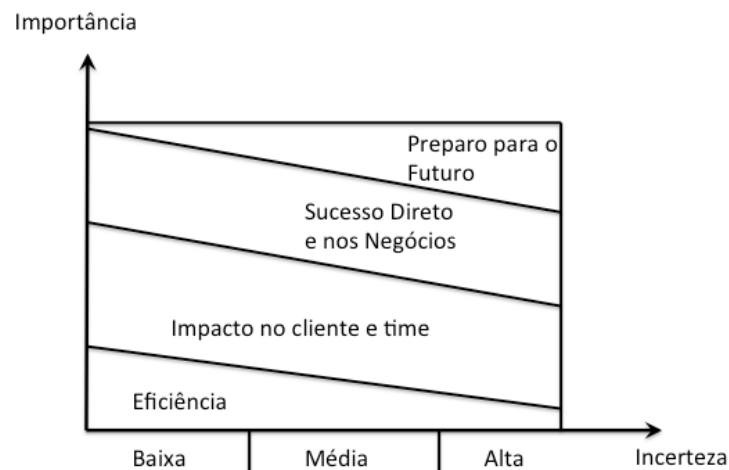 Importância
Preparo para o
Futuro
Sucesso Direto
e nos Negócios
Impacto no cliente e time
Eficiência
Baixa
Média
Alta
Incerteza